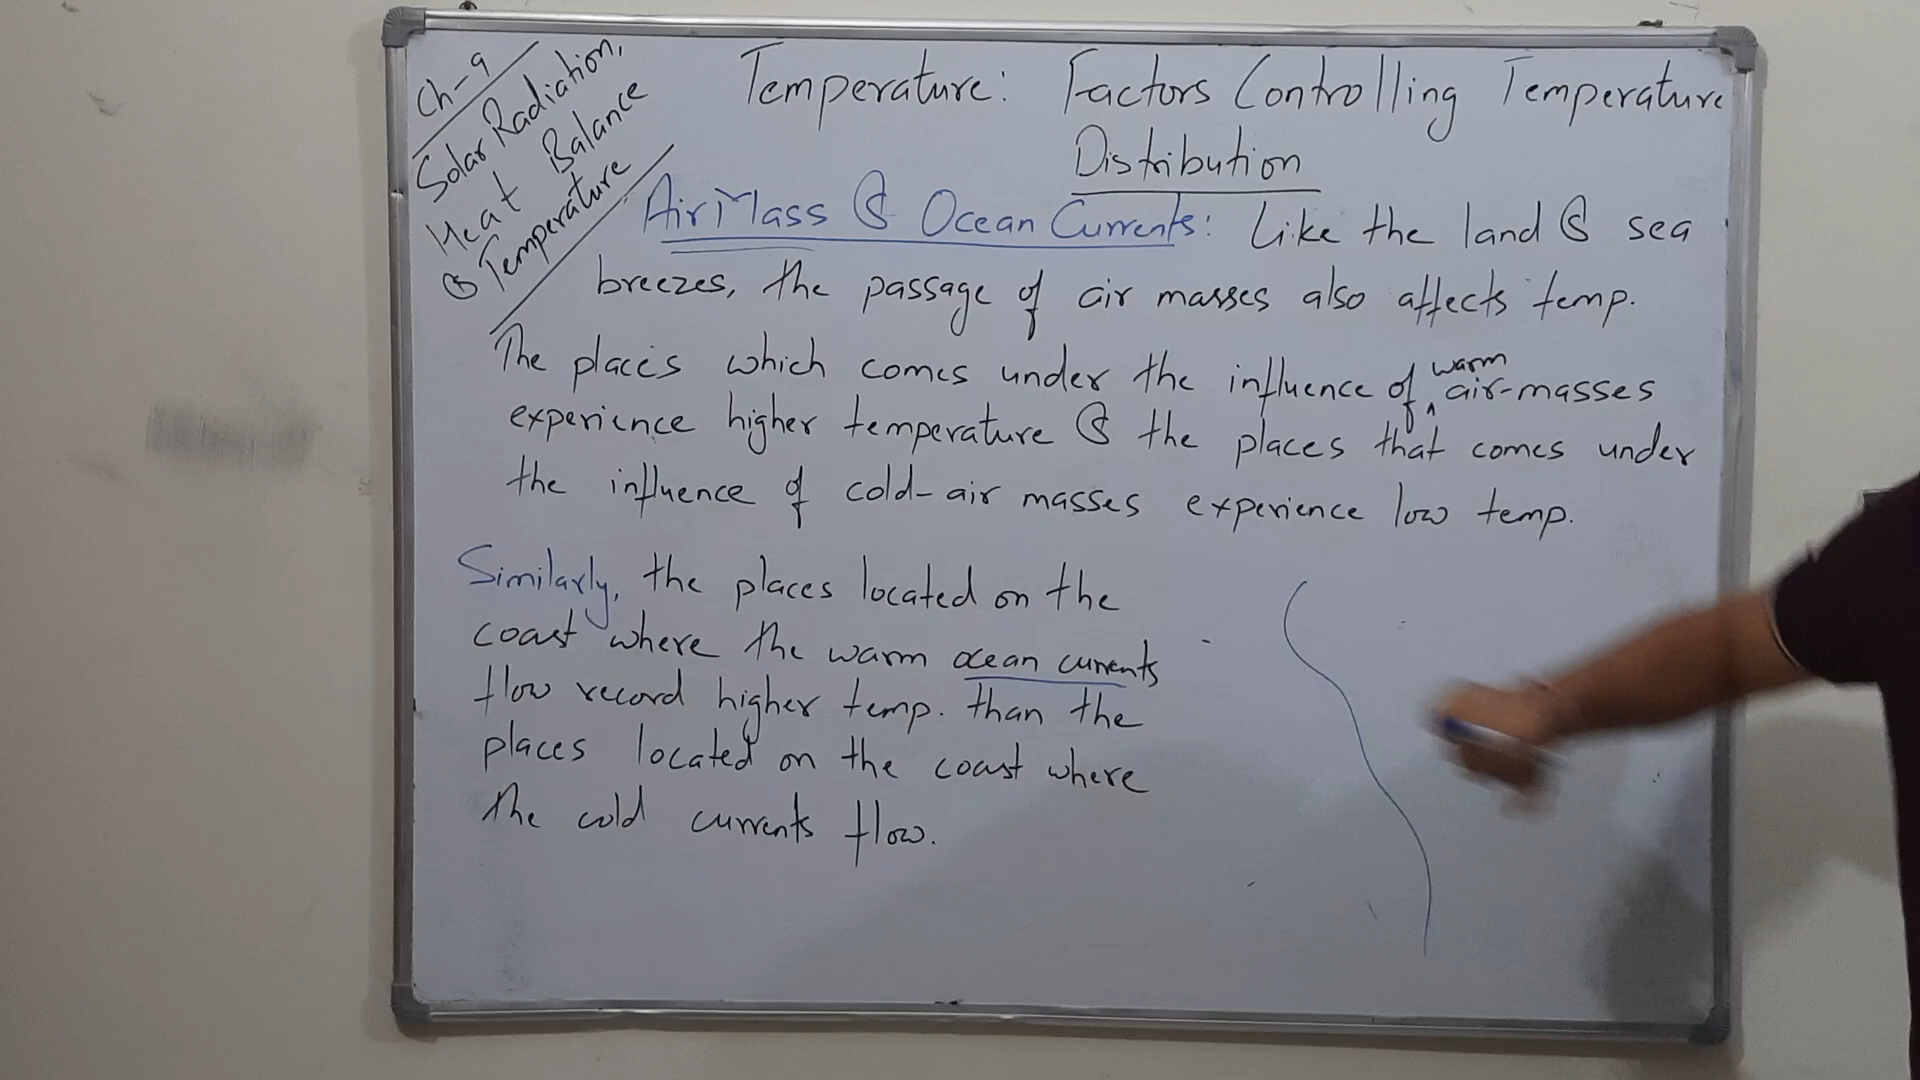 Ch-9
Solar Radiation,
Heat Balance
& Temperature
Temperature: Factors Controlling Temperature
Distribution
Air Mass & Ocean Currents: Like the land & sea
breezes, the passage of air masses also affects temp.
The places which comes under the influence of warm air-masses
experience higher temperature & the places that comes under
the influence of cold-air masses experience low temp.
Similarly, the places located on the
coast where the warm ocean currents
flow record higher temp. than the
places located on the coast where
the cold currents flow.